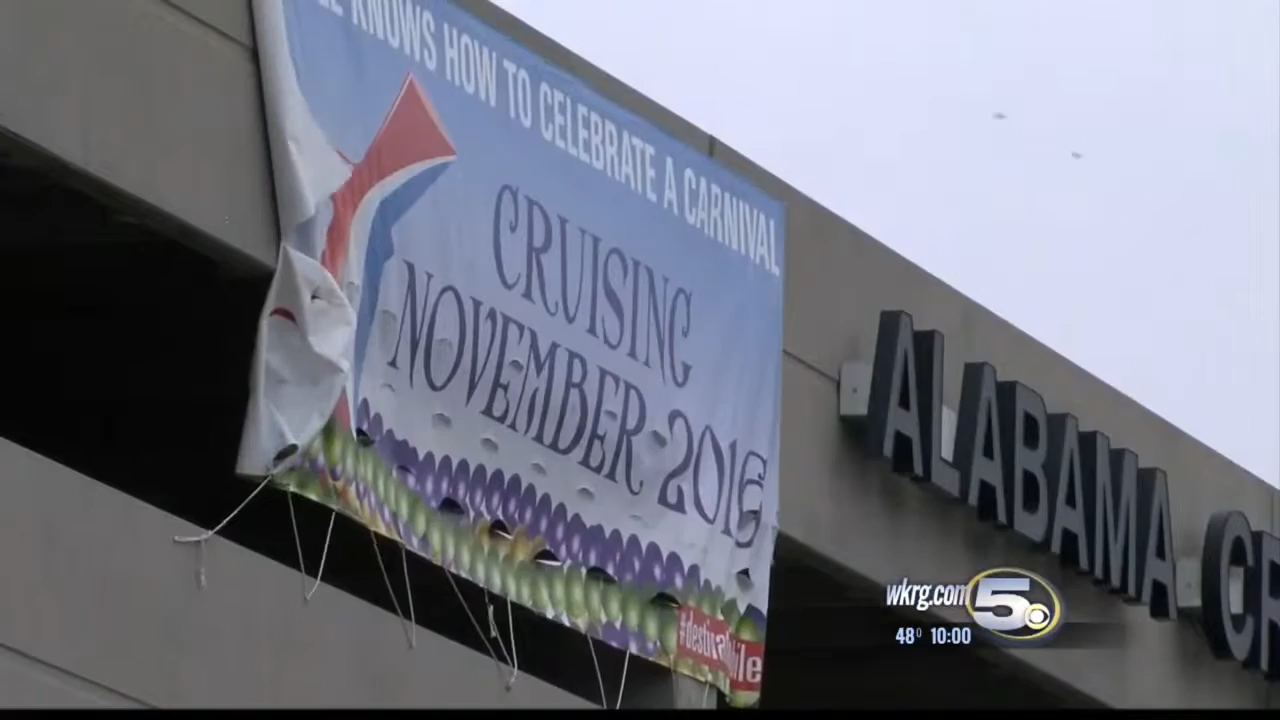 KNOWS HOW TO CELEBRATE A CARNIVAL
CRUISING
NOVEMBER 2016
ALABAMA
wkrg.com 5
48° 10:00